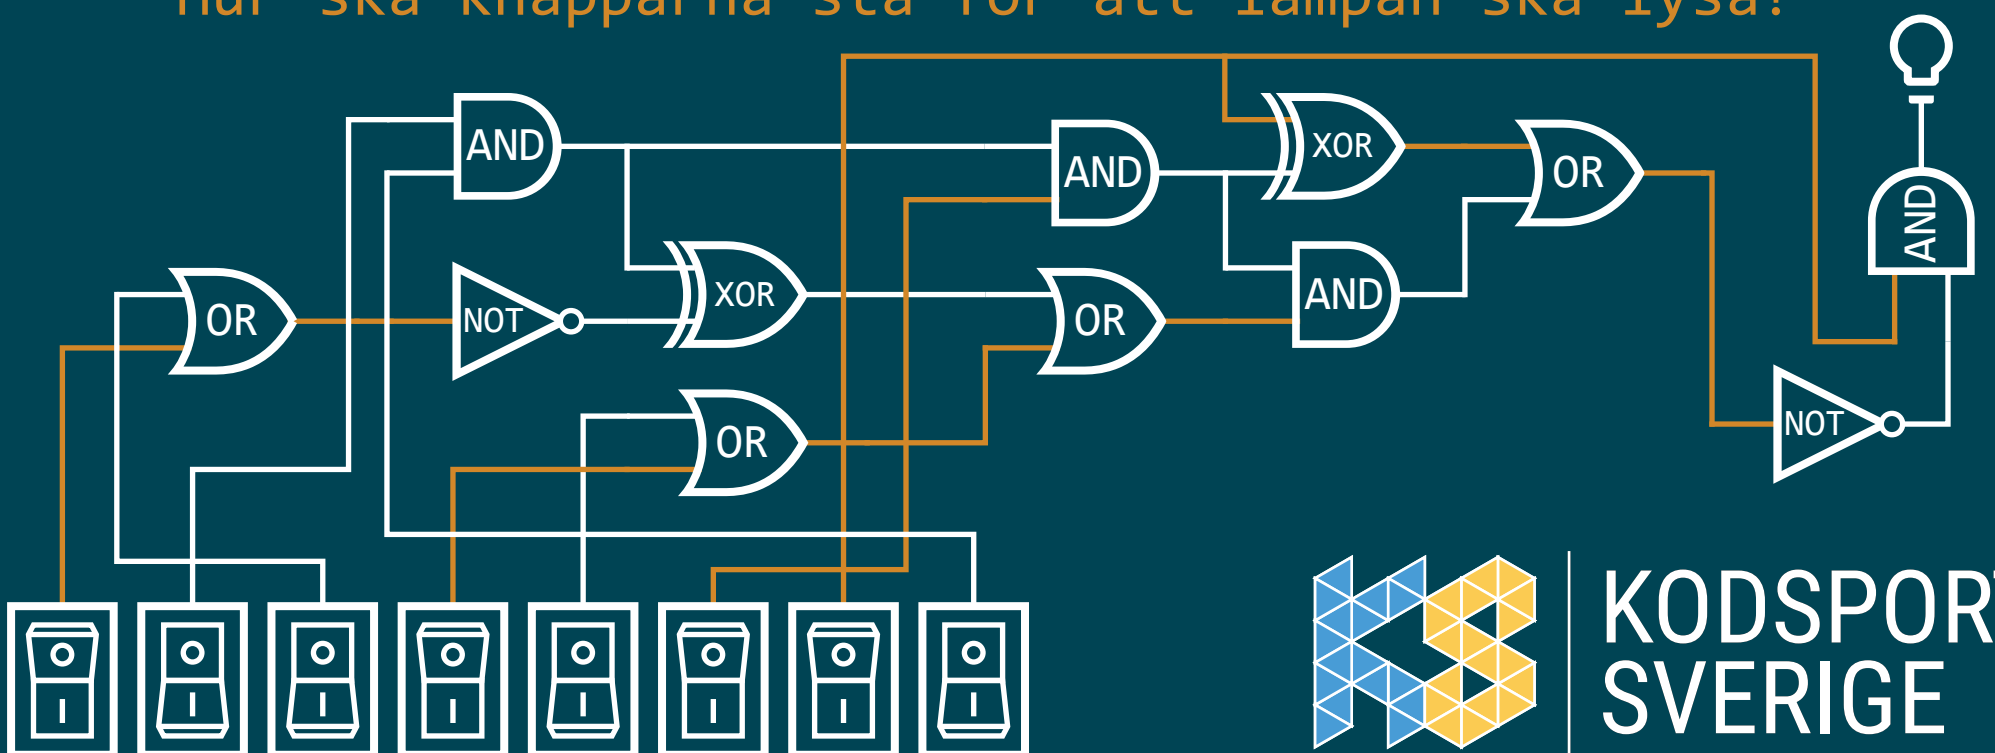 Hur ska knapparna stå för att lampan ska lysa?
AND
AND
XOR
OR
AND
OR
NOT
XOR
OR
AND
OR
NOT
KODSPORT
SVERIGE